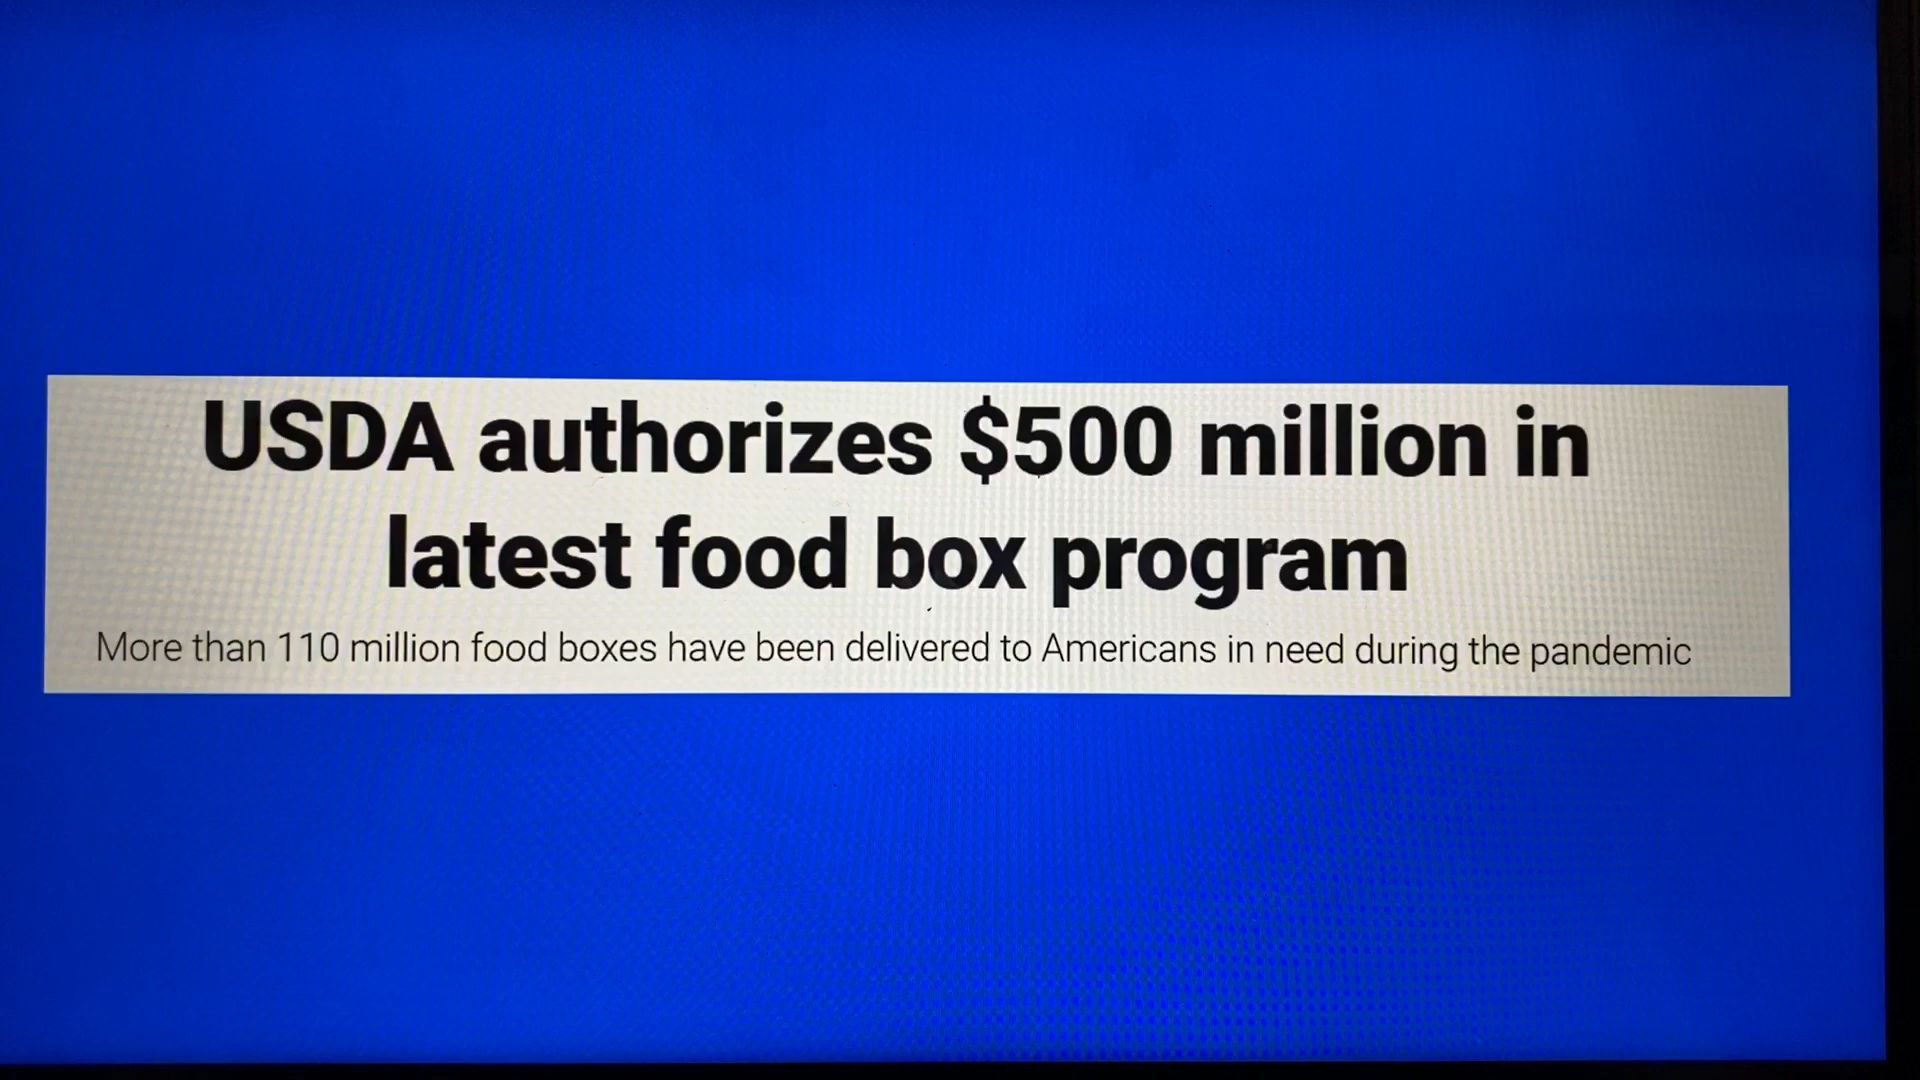 USDA authorizes $500 million in
latest food box program
More than 110 million food boxes have been delivered to Americans in need during the pandemic